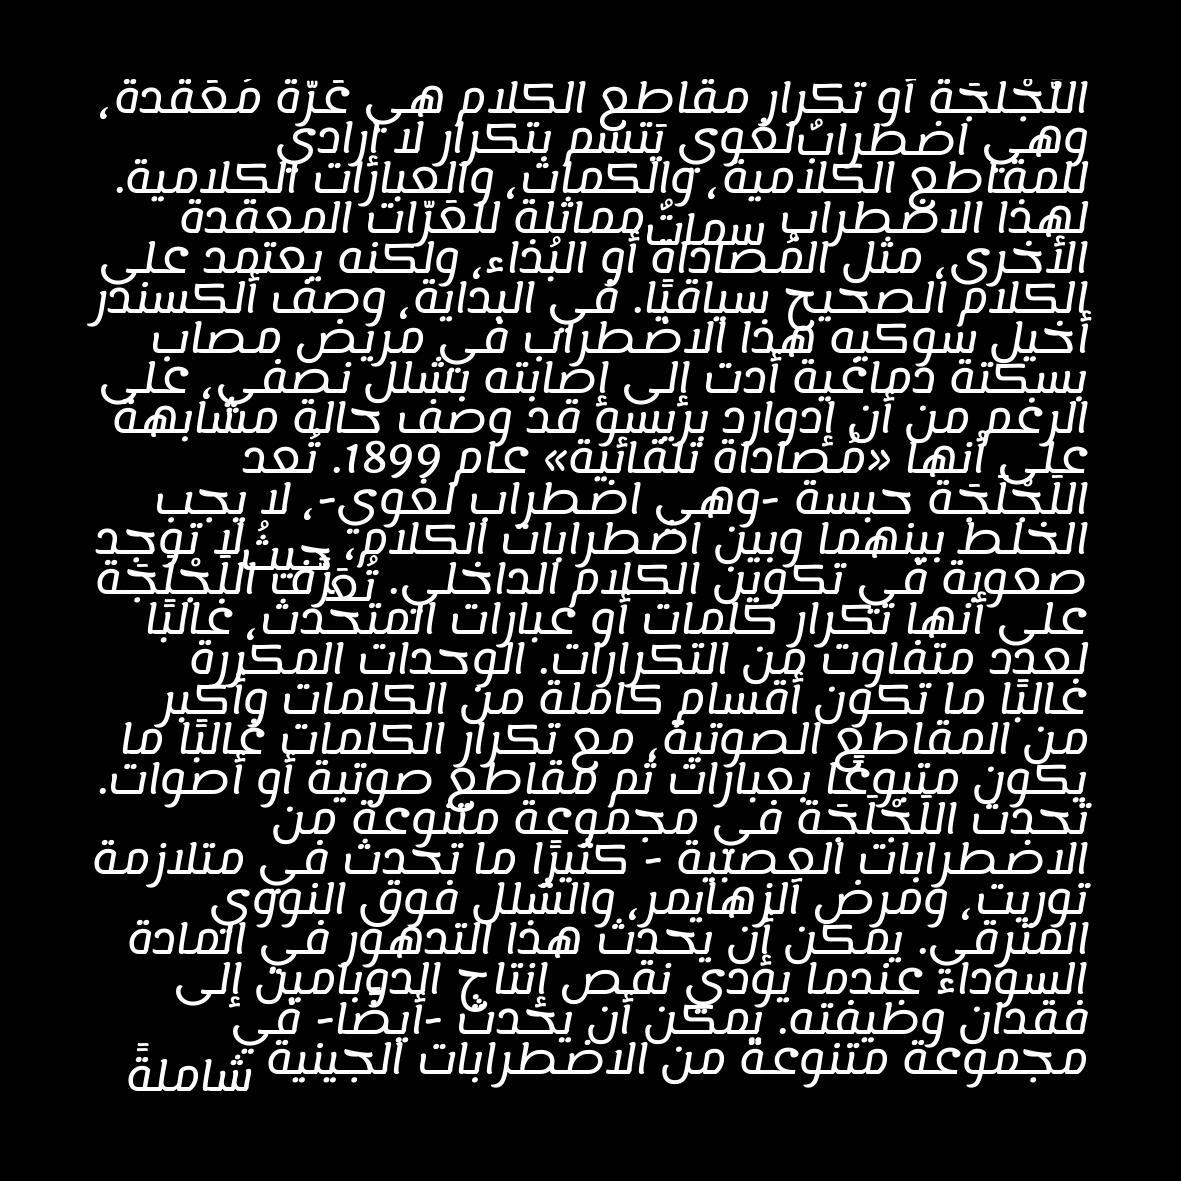 اللَجْلجَة أو تكرار مقاطع الكلام هي عَرّة مُعَقدة،
وهي اضطرابٌ لغوي يَتسم بتكرار لا إرادي
للمقاطع الكلامية، والكمات، والعبارات الكلامية.
لهذا الاضطراب سماتٌ مماثلة للعَرّات المعقدة
الأخرى، مثل المُصاداة أو البُذاء، ولكنه يعتمد على
الكلام الصحيح سياقيًا. في البداية، وصف ألكسندر
أخيل سوكيه هذا الاضطراب في مريض مصاب
بسكتة دماغية أدت إلى إصابته بشلل نصفي، على
الرغم من أن إدوارد بريسو قد وصف حالة مشابهة
على أنها «مُصاداة تلقائية» عام 1899. تُعد
اللَجْلَجَة حبسة -وهي اضطراب لغوي-، لا يجب
الخلط بينهما وبين اضطرابات الكلام، حيثُ لا توجد
صعوبة في تكوين الكلام الداخلي. تُعَرَّف اللَجْلَجَة
على أنها تكرار كلمات أو عبارات المتحدث، غالبًا
لعدد متفاوت من التكرارات. الوحدات المكررة
غالبًا ما تكون أقسام كاملة من الكلمات وأكبر
من المقاطع الصوتية، مع تكرار الكلمات غالبًا ما
يكون متبوعًا بعبارات ثم مقاطع صوتية أو أصوات.
تحدث اللَجْلَجَة في مجموعة متنوعة من
الاضطرابات العصبية - كثيرًا ما تحدث في متلازمة
توريت، ومرض ألزهايمر، والشلل فوق النووي
المترقي. يمكن أن يحدث هذا التدهور في المادة
السوداء عندما يؤدي نقص إنتاج الدوبامين إلى
فقدان وظيفته. يمكن أن يحدث -أيضًا- في
مجموعة متنوعة من الاضطرابات الجينية شاملةً